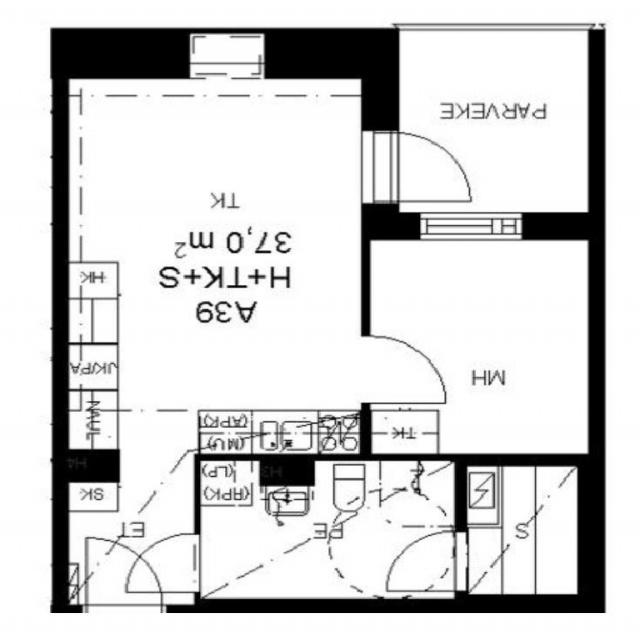 S
PE
ET
SK
(RPK)
(LP)
H3
H4
(MU)
(APK)
TK
NAUL
MH
JK/PA
A39
H+TK+S
37,0 m²
HK
TK
PARVEKE